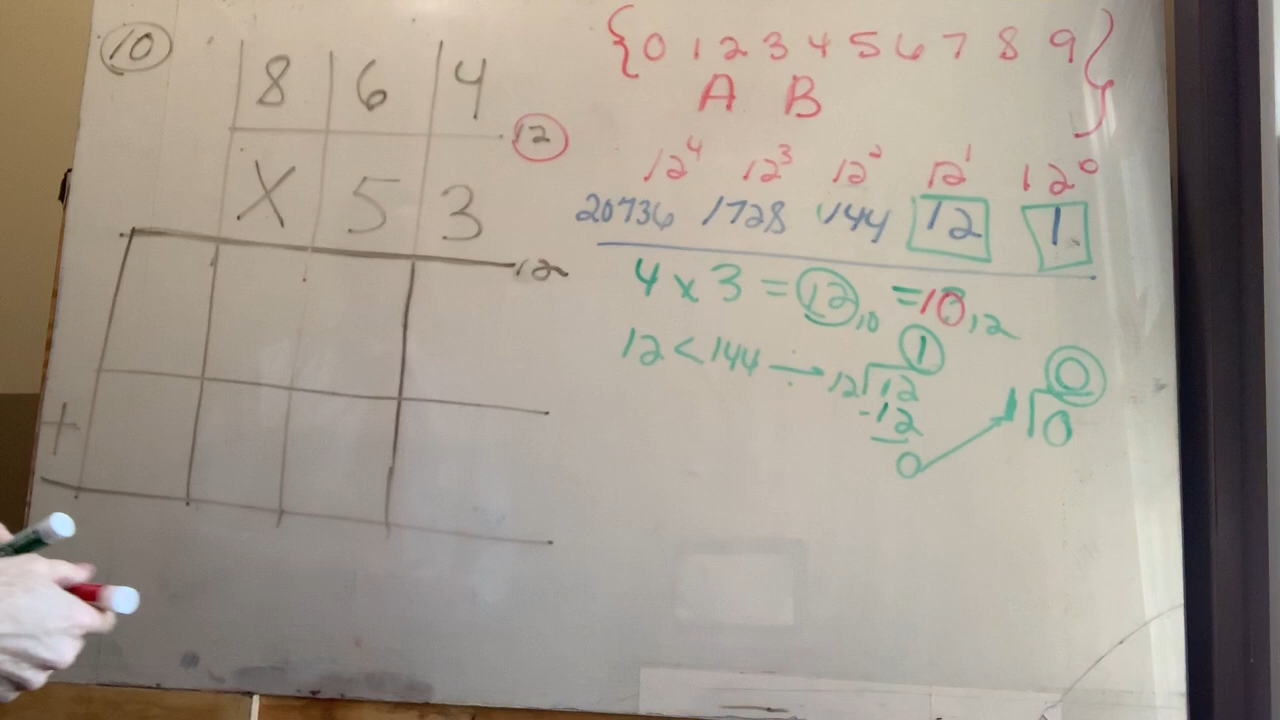 10
8 6 4 12
X 5 3
12
+
{0 1 2 3 4 5 6 7 8 9
A B }
12⁴ 12³ 12² 12¹ 12⁰
20736 1728 144 12 1
4 x 3 = 12₁₀ = 10₁₂
12 < 144 → 1
12√12 0
-12 1√0
0